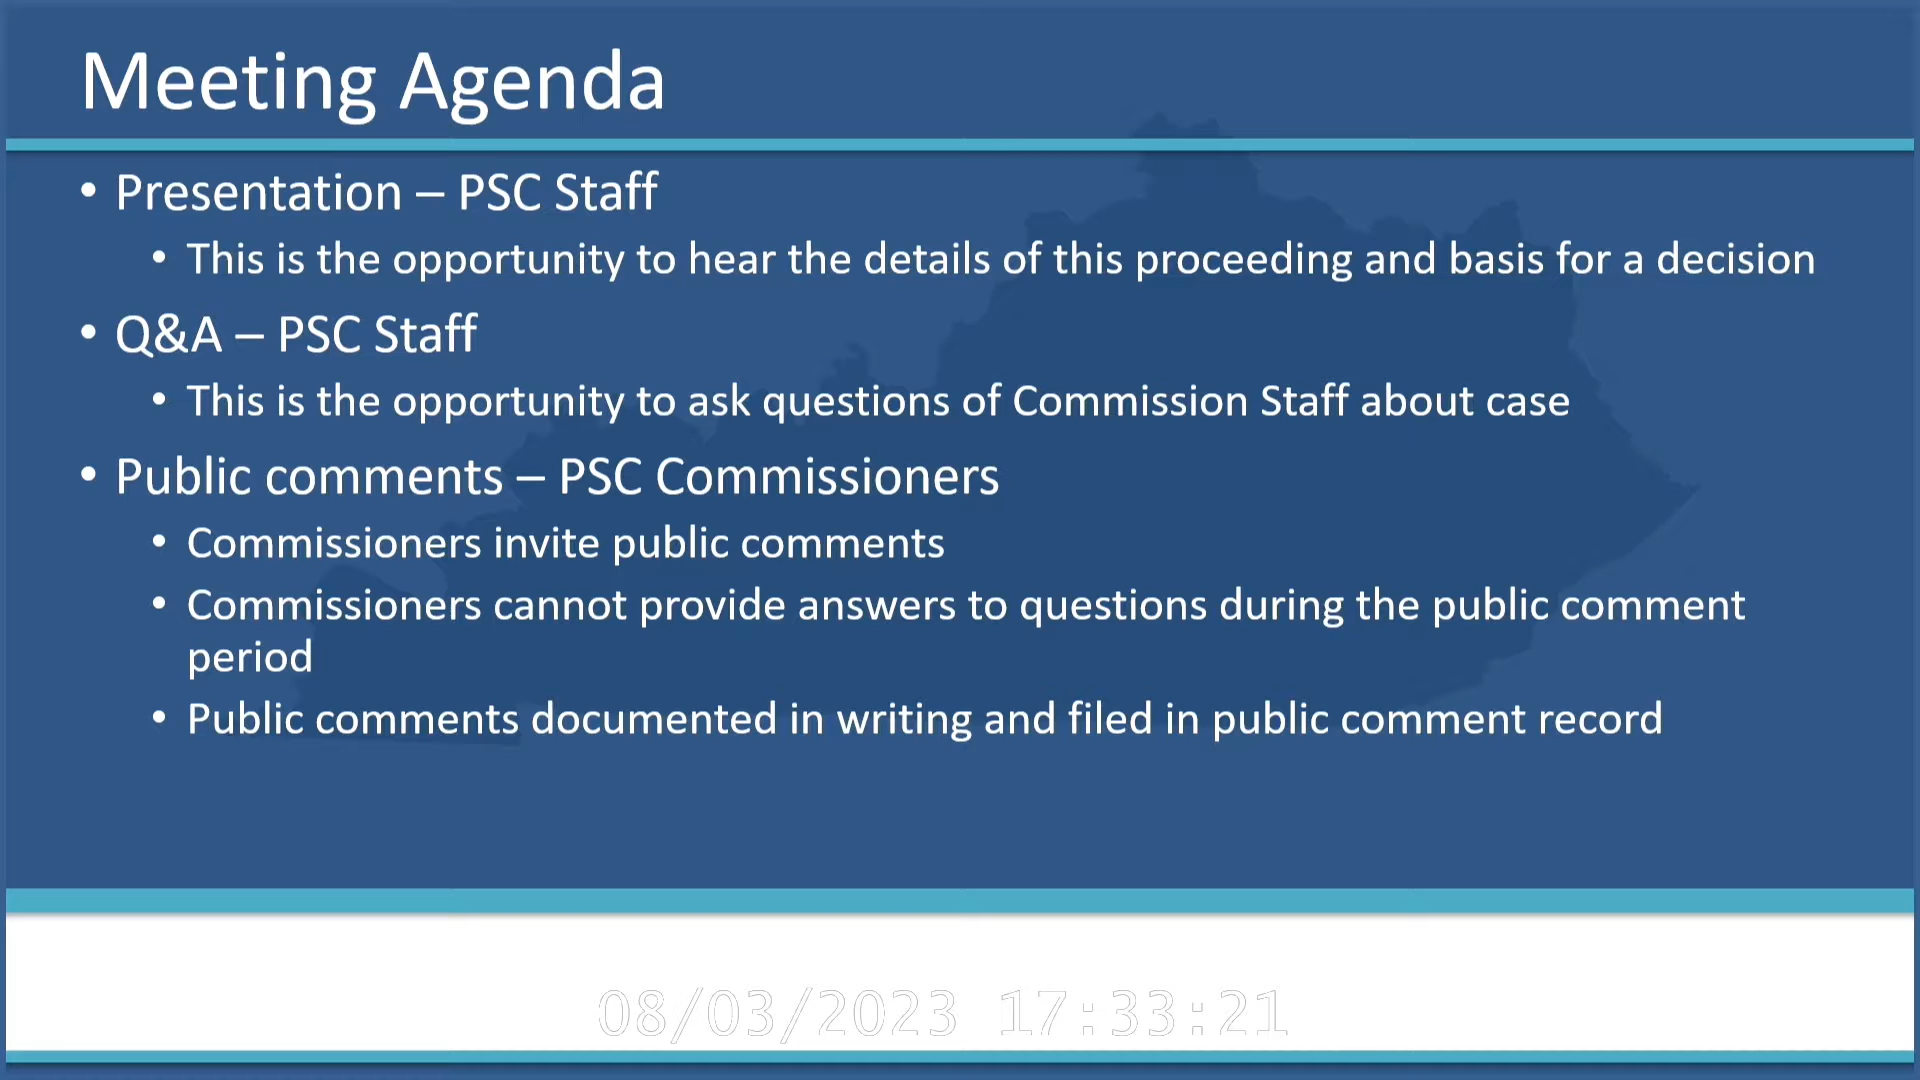 Meeting Agenda
• Presentation – PSC Staff
• This is the opportunity to hear the details of this proceeding and basis for a decision
• Q&A – PSC Staff
• This is the opportunity to ask questions of Commission Staff about case
• Public comments – PSC Commissioners
• Commissioners invite public comments
• Commissioners cannot provide answers to questions during the public comment
period
• Public comments documented in writing and filed in public comment record
08/03/2023 17:33:21